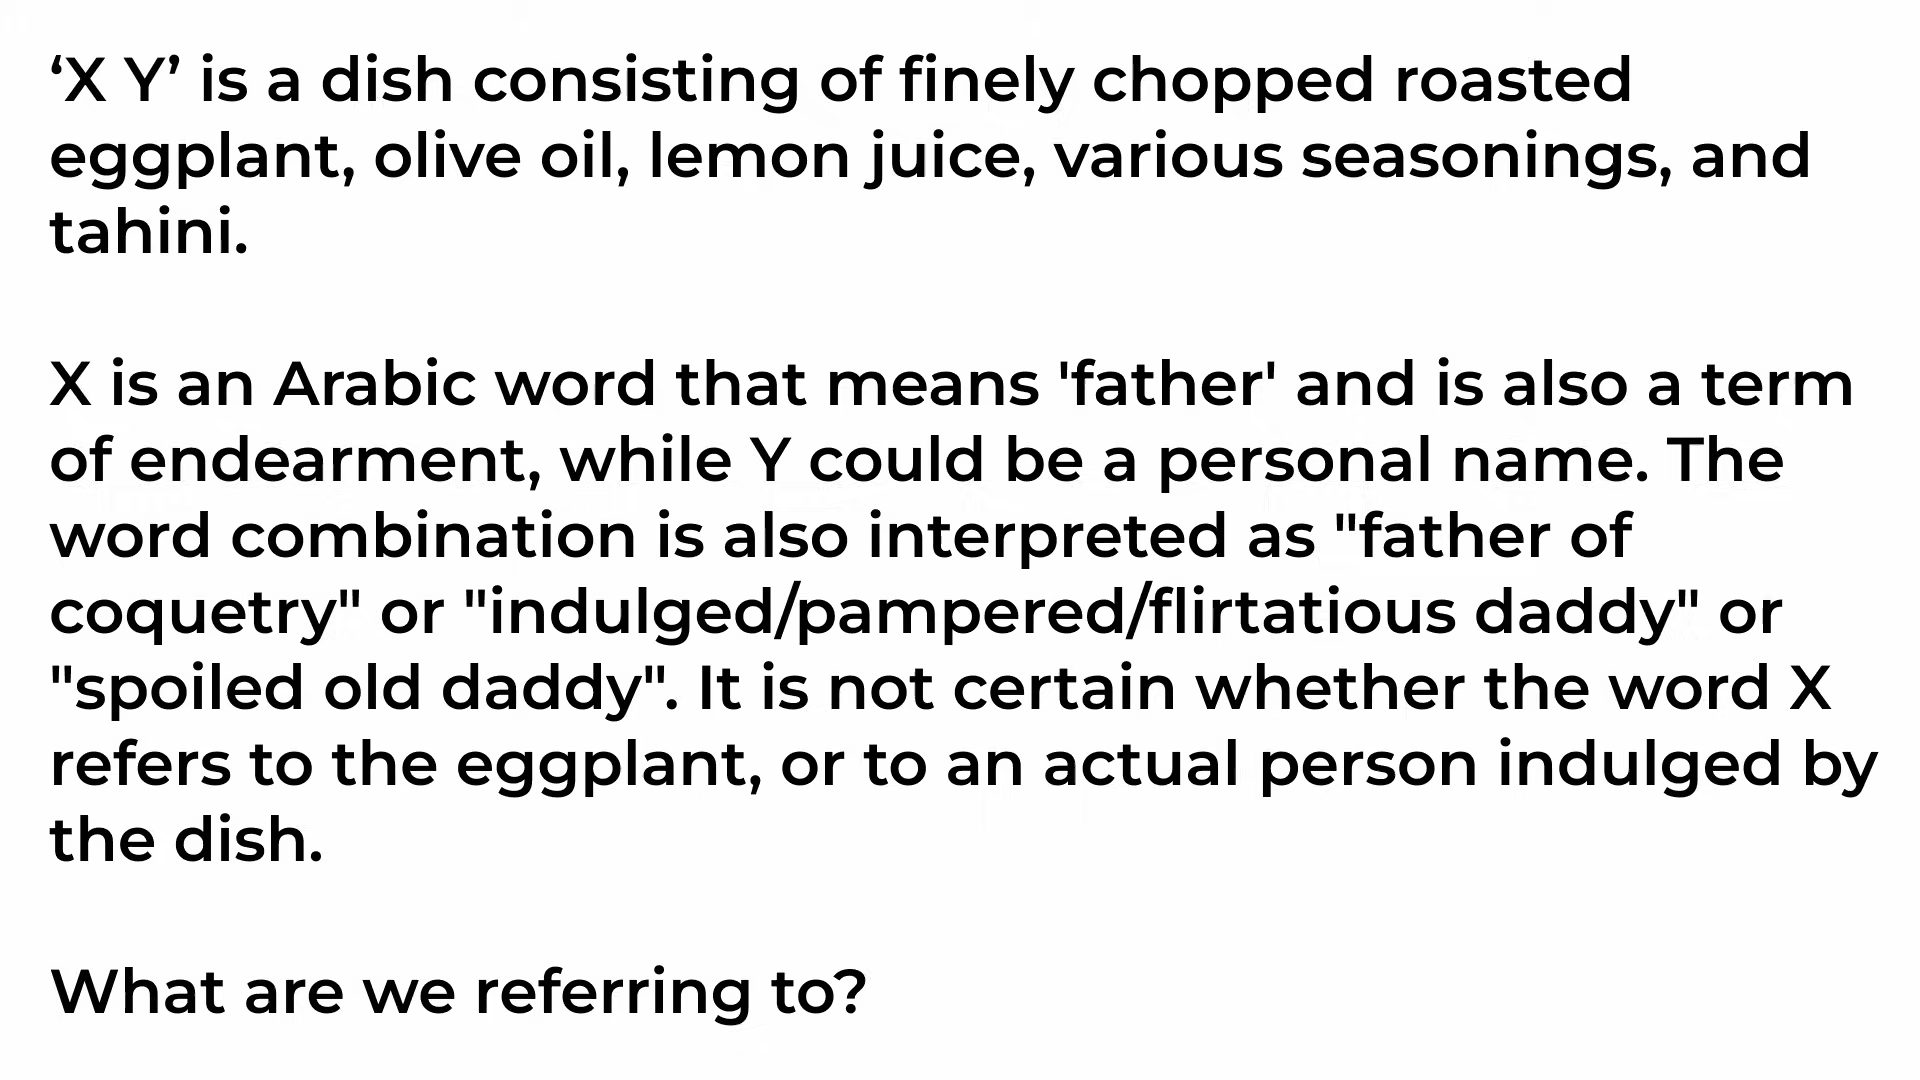 ‘X Y’ is a dish consisting of finely chopped roasted
eggplant, olive oil, lemon juice, various seasonings, and
tahini.
X is an Arabic word that means 'father' and is also a term
of endearment, while Y could be a personal name. The
word combination is also interpreted as "father of
coquetry" or "indulged/pampered/flirtatious daddy" or
"spoiled old daddy". It is not certain whether the word X
refers to the eggplant, or to an actual person indulged by
the dish.
What are we referring to?